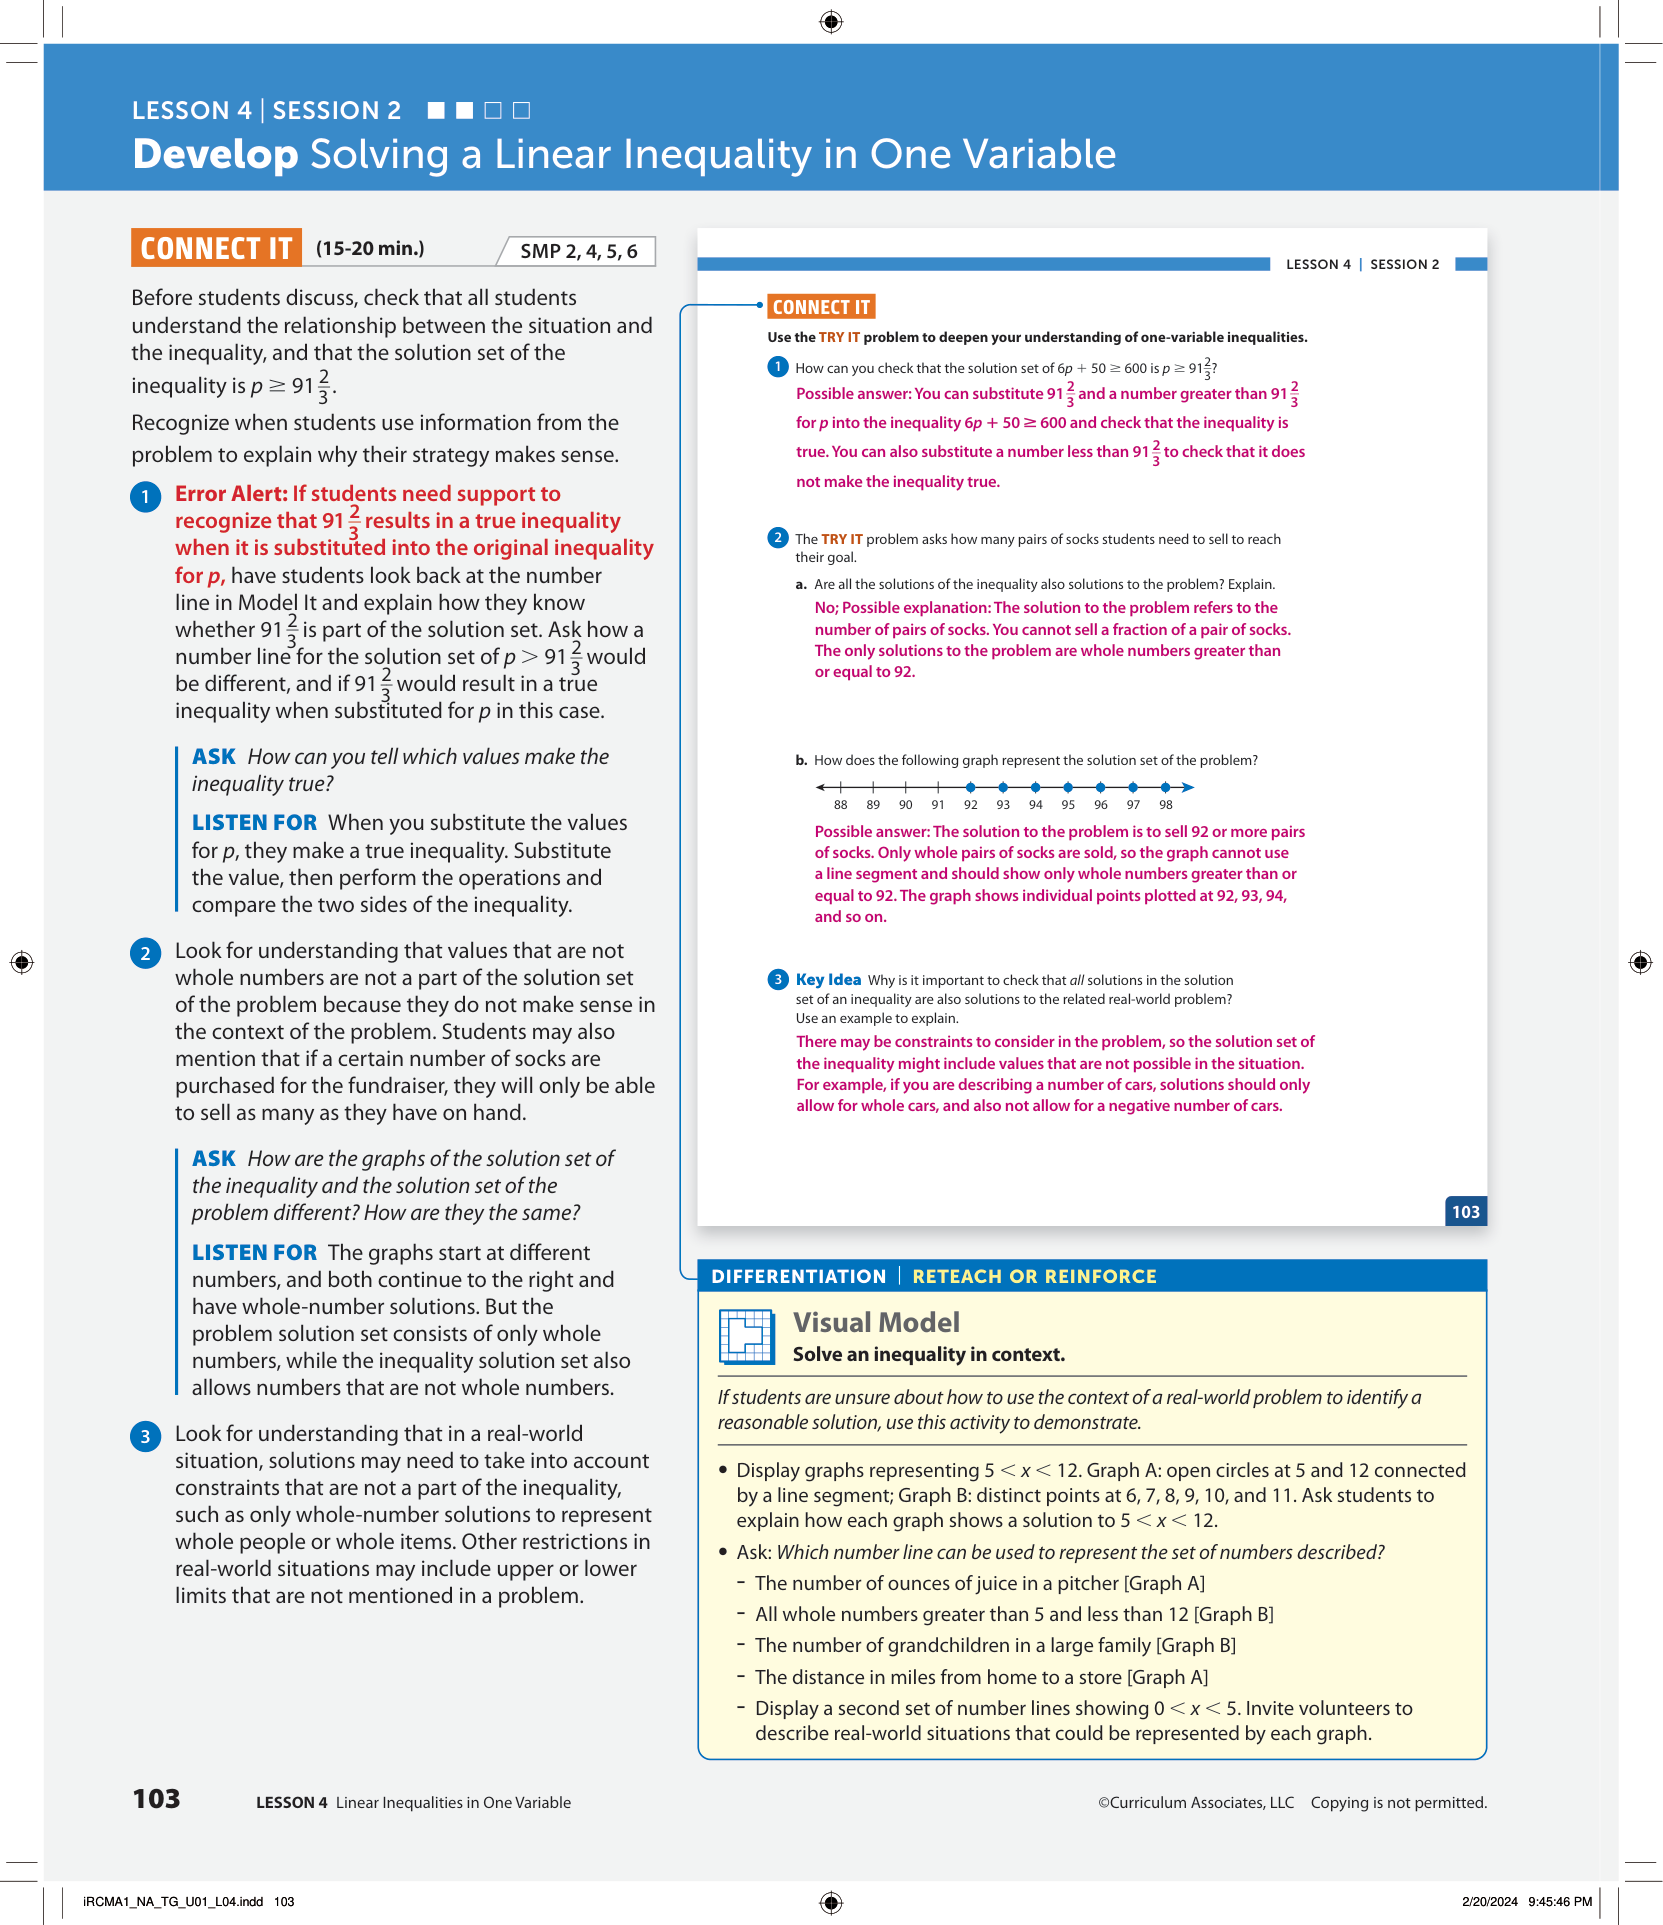 LESSON 4 | SESSION 2
Develop Solving a Linear Inequality in One Variable
CONNECT IT (15-20 min.) SMP 2, 4, 5, 6
Before students discuss, check that all students
understand the relationship between the situation and
the inequality, and that the solution set of the
inequality is p ≥ 91 2/3.
Recognize when students use information from the
problem to explain why their strategy makes sense.
1 Error Alert: If students need support to
recognize that 91 2/3 results in a true inequality
when it is substituted into the original inequality
for p, have students look back at the number
line in Model It and explain how they know
whether 91 2/3 is part of the solution set. Ask how a
number line for the solution set of p > 91 2/3 would
be different, and if 91 2/3 would result in a true
inequality when substituted for p in this case.
ASK How can you tell which values make the
inequality true?
LISTEN FOR When you substitute the values
for p, they make a true inequality. Substitute
the value, then perform the operations and
compare the two sides of the inequality.
2 Look for understanding that values that are not
whole numbers are not a part of the solution set
of the problem because they do not make sense in
the context of the problem. Students may also
mention that if a certain number of socks are
purchased for the fundraiser, they will only be able
to sell as many as they have on hand.
ASK How are the graphs of the solution set of
the inequality and the solution set of the
problem different? How are they the same?
LISTEN FOR The graphs start at different
numbers, and both continue to the right and
have whole-number solutions. But the
problem solution set consists of only whole
numbers, while the inequality solution set also
allows numbers that are not whole numbers.
3 Look for understanding that in a real-world
situation, solutions may need to take into account
constraints that are not a part of the inequality,
such as only whole-number solutions to represent
whole people or whole items. Other restrictions in
real-world situations may include upper or lower
limits that are not mentioned in a problem.
LESSON 4 | SESSION 2
CONNECT IT
Use the TRY IT problem to deepen your understanding of one-variable inequalities.
1 How can you check that the solution set of 6p + 50 ≥ 600 is p ≥ 91 2/3?
Possible answer: You can substitute 91 2/3 and a number greater than 91 2/3
for p into the inequality 6p + 50 ≥ 600 and check that the inequality is
true. You can also substitute a number less than 91 2/3 to check that it does
not make the inequality true.
2 The TRY IT problem asks how many pairs of socks students need to sell to reach
their goal.
a. Are all the solutions of the inequality also solutions to the problem? Explain.
No; Possible explanation: The solution to the problem refers to the
number of pairs of socks. You cannot sell a fraction of a pair of socks.
The only solutions to the problem are whole numbers greater than
or equal to 92.
b. How does the following graph represent the solution set of the problem?
88 89 90 91 92 93 94 95 96 97 98
Possible answer: The solution to the problem is to sell 92 or more pairs
of socks. Only whole pairs of socks are sold, so the graph cannot use
a line segment and should show only whole numbers greater than or
equal to 92. The graph shows individual points plotted at 92, 93, 94,
and so on.
3 Key Idea Why is it important to check that all solutions in the solution
set of an inequality are also solutions to the related real-world problem?
Use an example to explain.
There may be constraints to consider in the problem, so the solution set of
the inequality might include values that are not possible in the situation.
For example, if you are describing a number of cars, solutions should only
allow for whole cars, and also not allow for a negative number of cars.
103
DIFFERENTIATION | RETEACH OR REINFORCE
Visual Model
Solve an inequality in context.
If students are unsure about how to use the context of a real-world problem to identify a
reasonable solution, use this activity to demonstrate.
• Display graphs representing 5 < x < 12. Graph A: open circles at 5 and 12 connected
by a line segment; Graph B: distinct points at 6, 7, 8, 9, 10, and 11. Ask students to
explain how each graph shows a solution to 5 < x < 12.
• Ask: Which number line can be used to represent the set of numbers described?
- The number of ounces of juice in a pitcher [Graph A]
- All whole numbers greater than 5 and less than 12 [Graph B]
- The number of grandchildren in a large family [Graph B]
- The distance in miles from home to a store [Graph A]
- Display a second set of number lines showing 0 < x < 5. Invite volunteers to
describe real-world situations that could be represented by each graph.
103 LESSON 4 Linear Inequalities in One Variable ©Curriculum Associates, LLC Copying is not permitted.
iRCMA1_NA_TG_U01_L04.indd 103 2/20/2024 9:45:46 PM